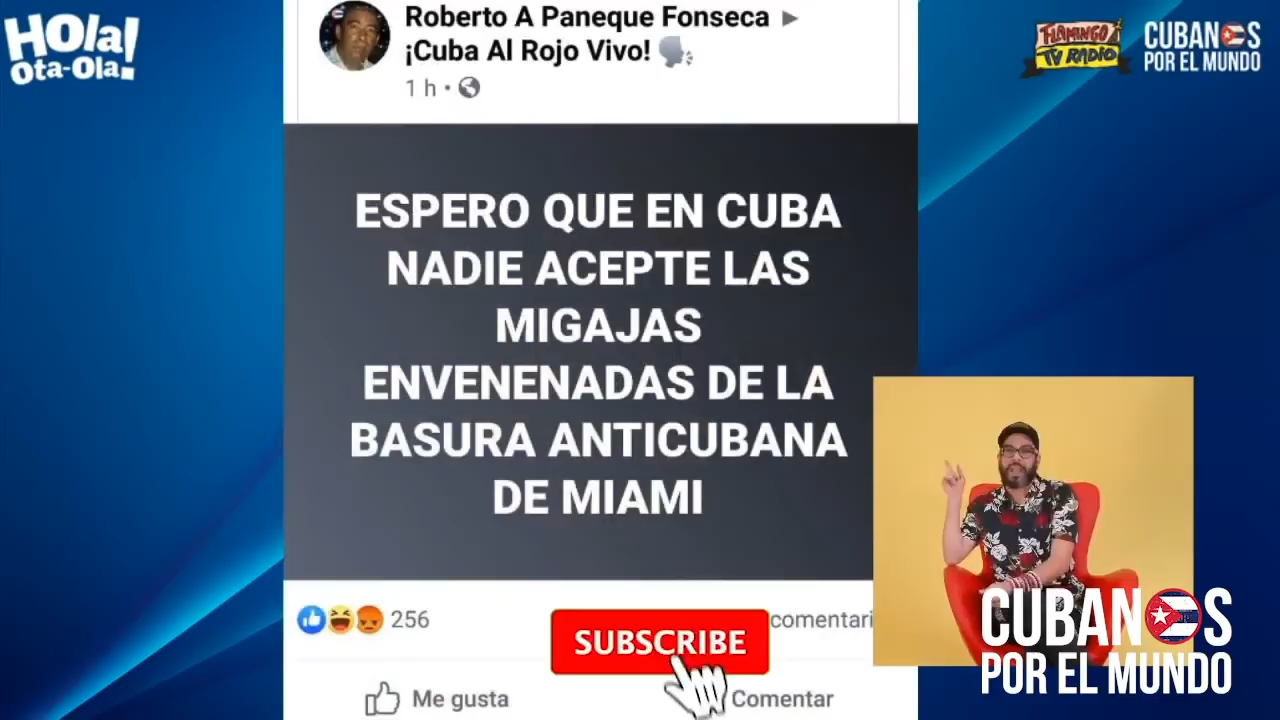 HOla!
Ota-Ola!
Roberto A Paneque Fonseca
¡Cuba Al Rojo Vivo!
1 h
FLAMINGO
TV RADIO
CUBANOS
POR EL MUNDO
ESPERO QUE EN CUBA
NADIE ACEPTE LAS
MIGAJAS
ENVENENADAS DE LA
BASURA ANTICUBANA
DE MIAMI
256
comentari
SUBSCRIBE
Me gusta
Comentar
CUBANOS
POR EL MUNDO